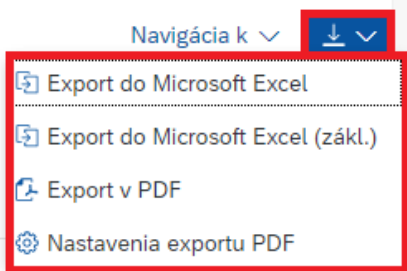 Navigácia k
Export do Microsoft Excel
Export do Microsoft Excel (zákl.)
Export v PDF
Nastavenia exportu PDF